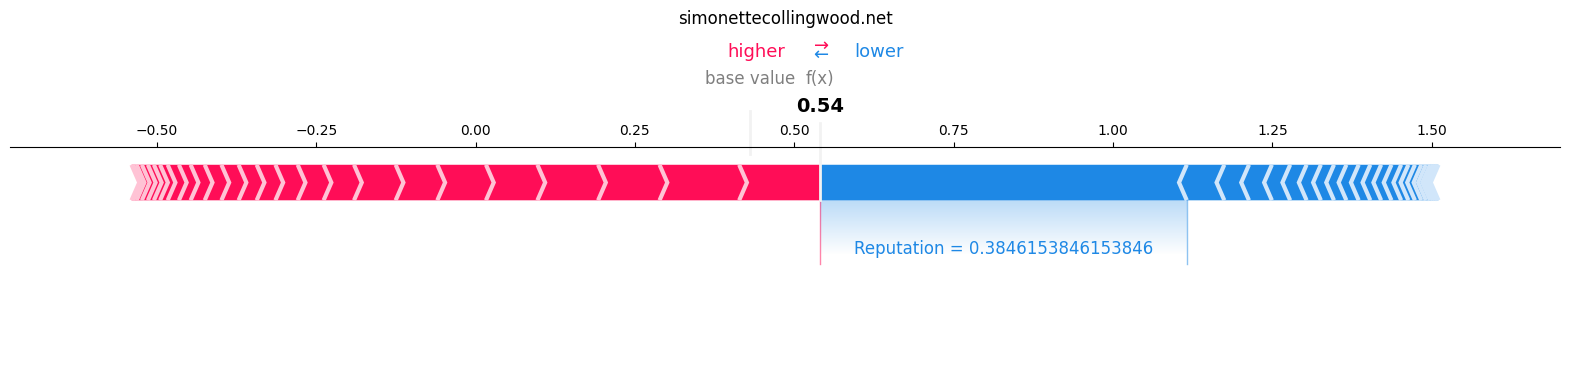 simonettecollingwood.net
higher ⇄ lower
base value f(x)
0.54
−0.50 −0.25 0.00 0.25 0.50 0.75 1.00 1.25 1.50
Reputation = 0.3846153846153846